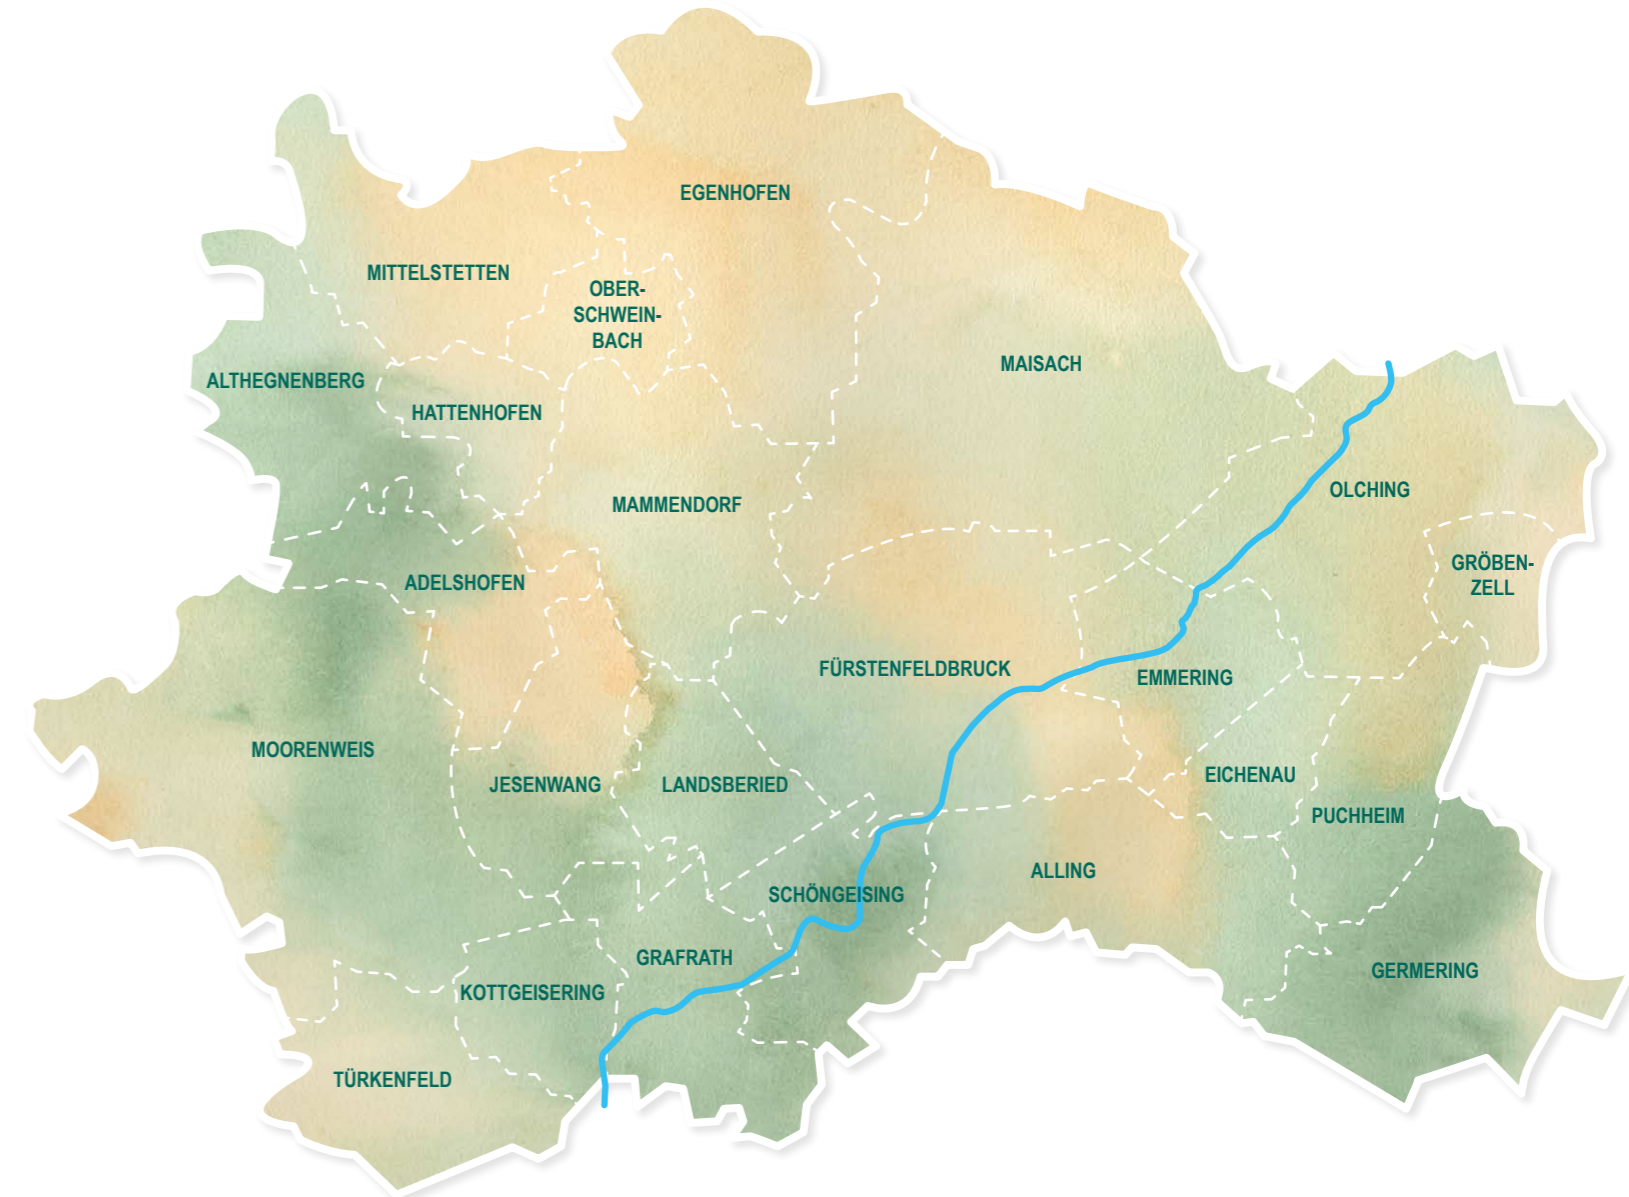 EGENHOFEN
MITTELSTETTEN
OBER-
SCHWEIN-
BACH
MAISACH
ALTHEGNENBERG
HATTENHOFEN
OLCHING
MAMMENDORF
GRÖBEN-
ZELL
ADELSHOFEN
FÜRSTENFELDBRUCK
EMMERING
MOORENWEIS
EICHENAU
JESENWANG
LANDSBERIED
PUCHHEIM
ALLING
SCHÖNGEISING
GRAFRATH
GERMERING
KOTTGEISERING
TÜRKENFELD